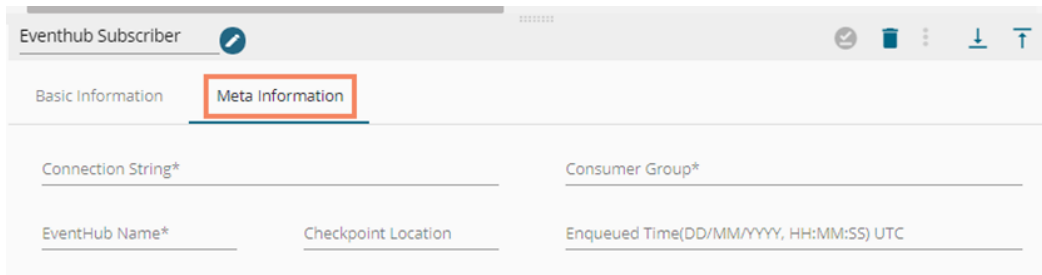 Eventhub Subscriber
Basic Information Meta Information
Connection String* Consumer Group*
EventHub Name* Checkpoint Location Enqueued Time(DD/MM/YYYY, HH:MM:SS) UTC